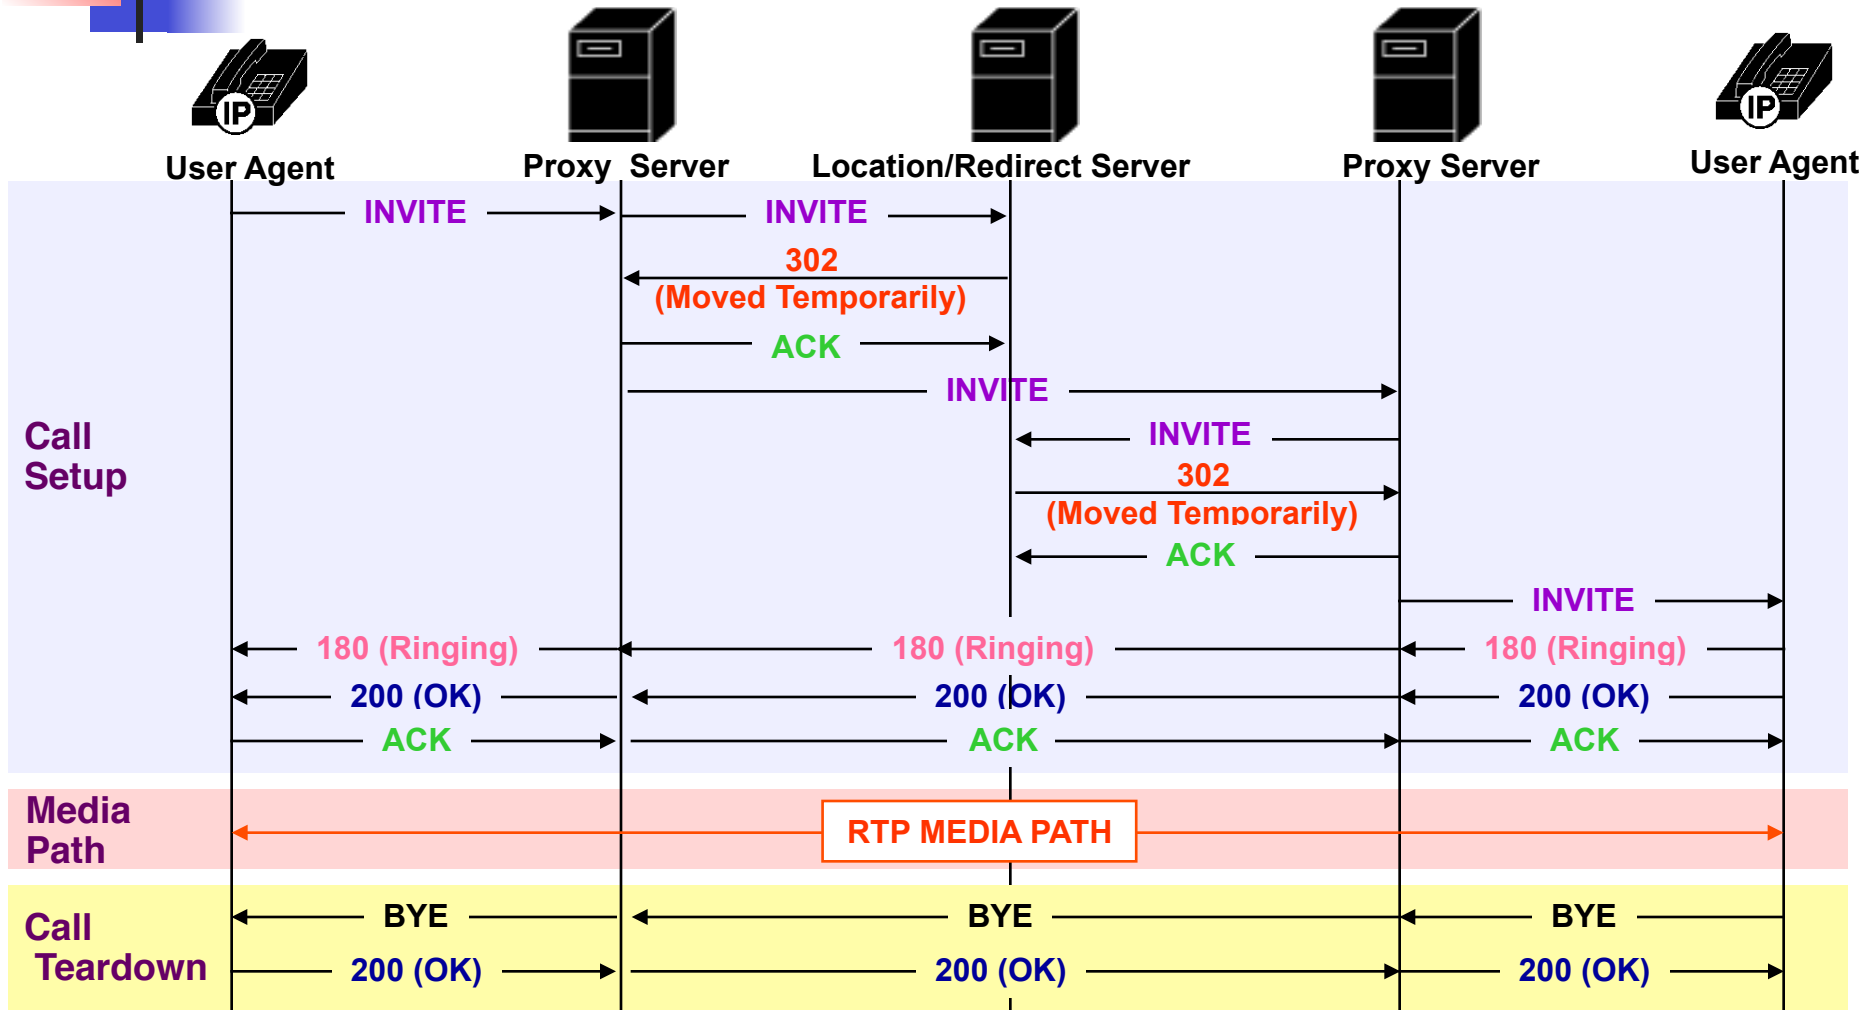 IP
IP
User Agent
Proxy Server
Location/Redirect Server
Proxy Server
User Agent
INVITE
INVITE
302
(Moved Temporarily)
ACK
INVITE
Call
Setup
INVITE
302
(Moved Temporarily)
ACK
INVITE
180 (Ringing)
180 (Ringing)
180 (Ringing)
200 (OK)
200 (OK)
200 (OK)
ACK
ACK
ACK
Media
Path
RTP MEDIA PATH
Call
Teardown
BYE
BYE
BYE
200 (OK)
200 (OK)
200 (OK)